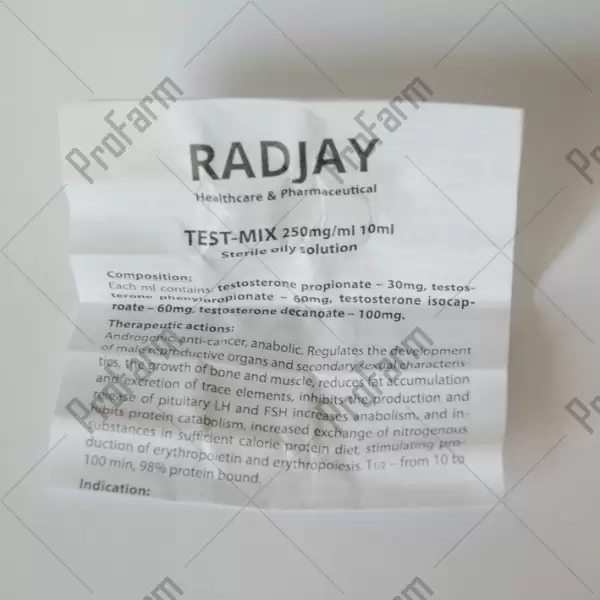 RADJAY
Healthcare & Pharmaceutical
TEST-MIX 250mg/ml 10ml
Sterile oily solution
Composition:
Each ml contains: testosterone propionate – 30mg, testos-
terone phenylpropionate – 60mg, testosterone isocap-
roate – 60mg, testosterone decanoate – 100mg.
Therapeutic actions:
Androgonic, anti-cancer, anabolic. Regulates the development
of male reproductive organs and secondary sexual characteris-
tips, the growth of bone and muscle, reduces fat accumulation
and excretion of trace elements, inhibits the production and
release of pituitary LH and FSH increases anabolism, and in-
hibits protein catabolism, increased exchange of nitrogenous
substances in sufficient calorie protein diet, stimulating pro-
duction of erythropoietin and erythropoiesis. T1/2 – from 10 to
100 min, 98% protein bound.
Indication:
ProFarm
ProFarm
ProFarm
ProFarm
ProFarm
ProFarm
ProFarm
ProFarm